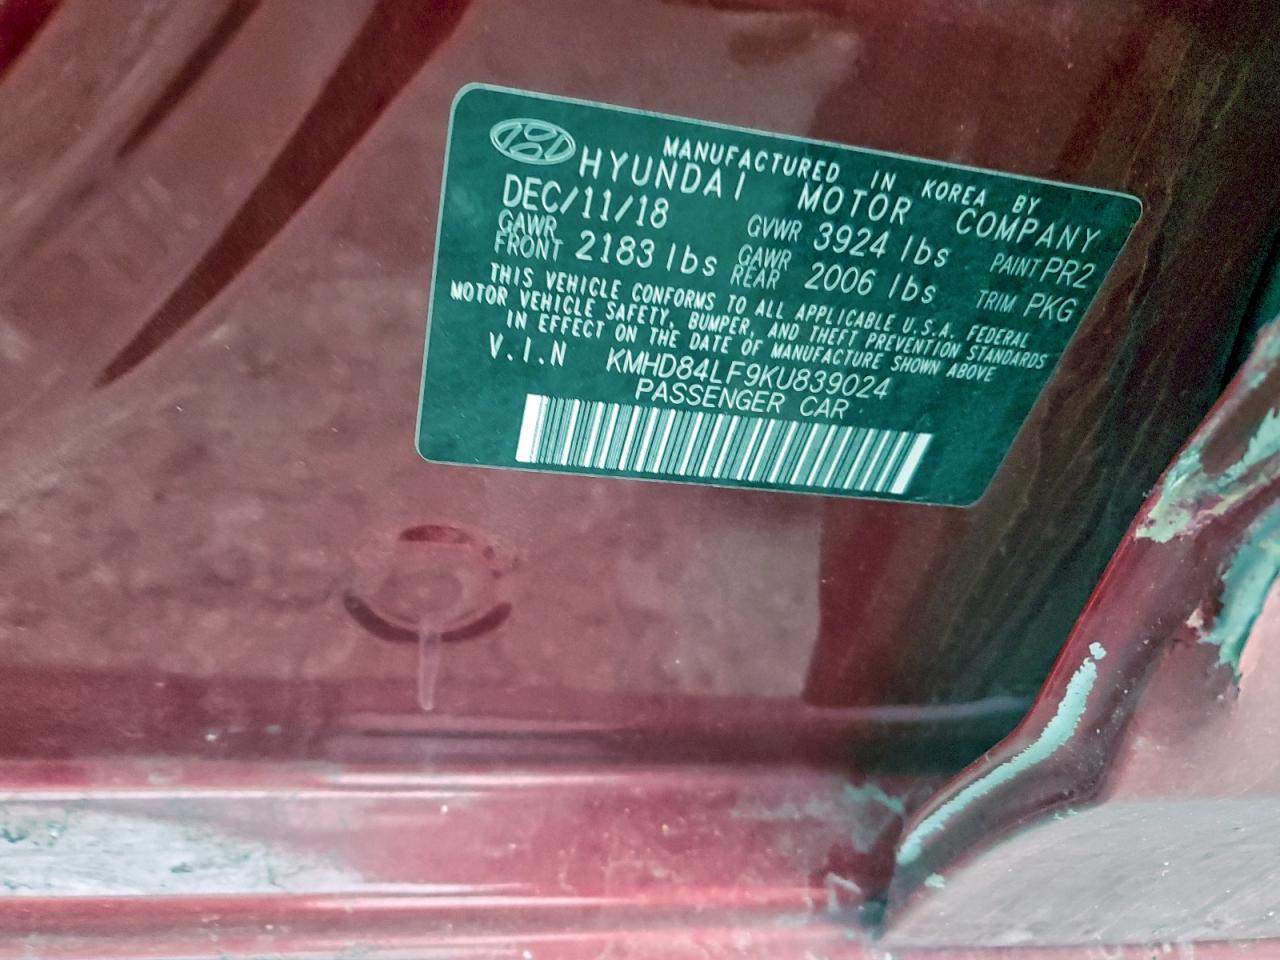 MANUFACTURED IN KOREA BY
HYUNDAI MOTOR COMPANY
DEC/11/18 GVWR 3924 lbs PAINT PR2
GAWR FRONT 2183 lbs GAWR REAR 2006 lbs TRIM PKG
THIS VEHICLE CONFORMS TO ALL APPLICABLE U.S.A. FEDERAL
MOTOR VEHICLE SAFETY, BUMPER, AND THEFT PREVENTION STANDARDS
IN EFFECT ON THE DATE OF MANUFACTURE SHOWN ABOVE
V.I.N KMHD84LF9KU839024
PASSENGER CAR